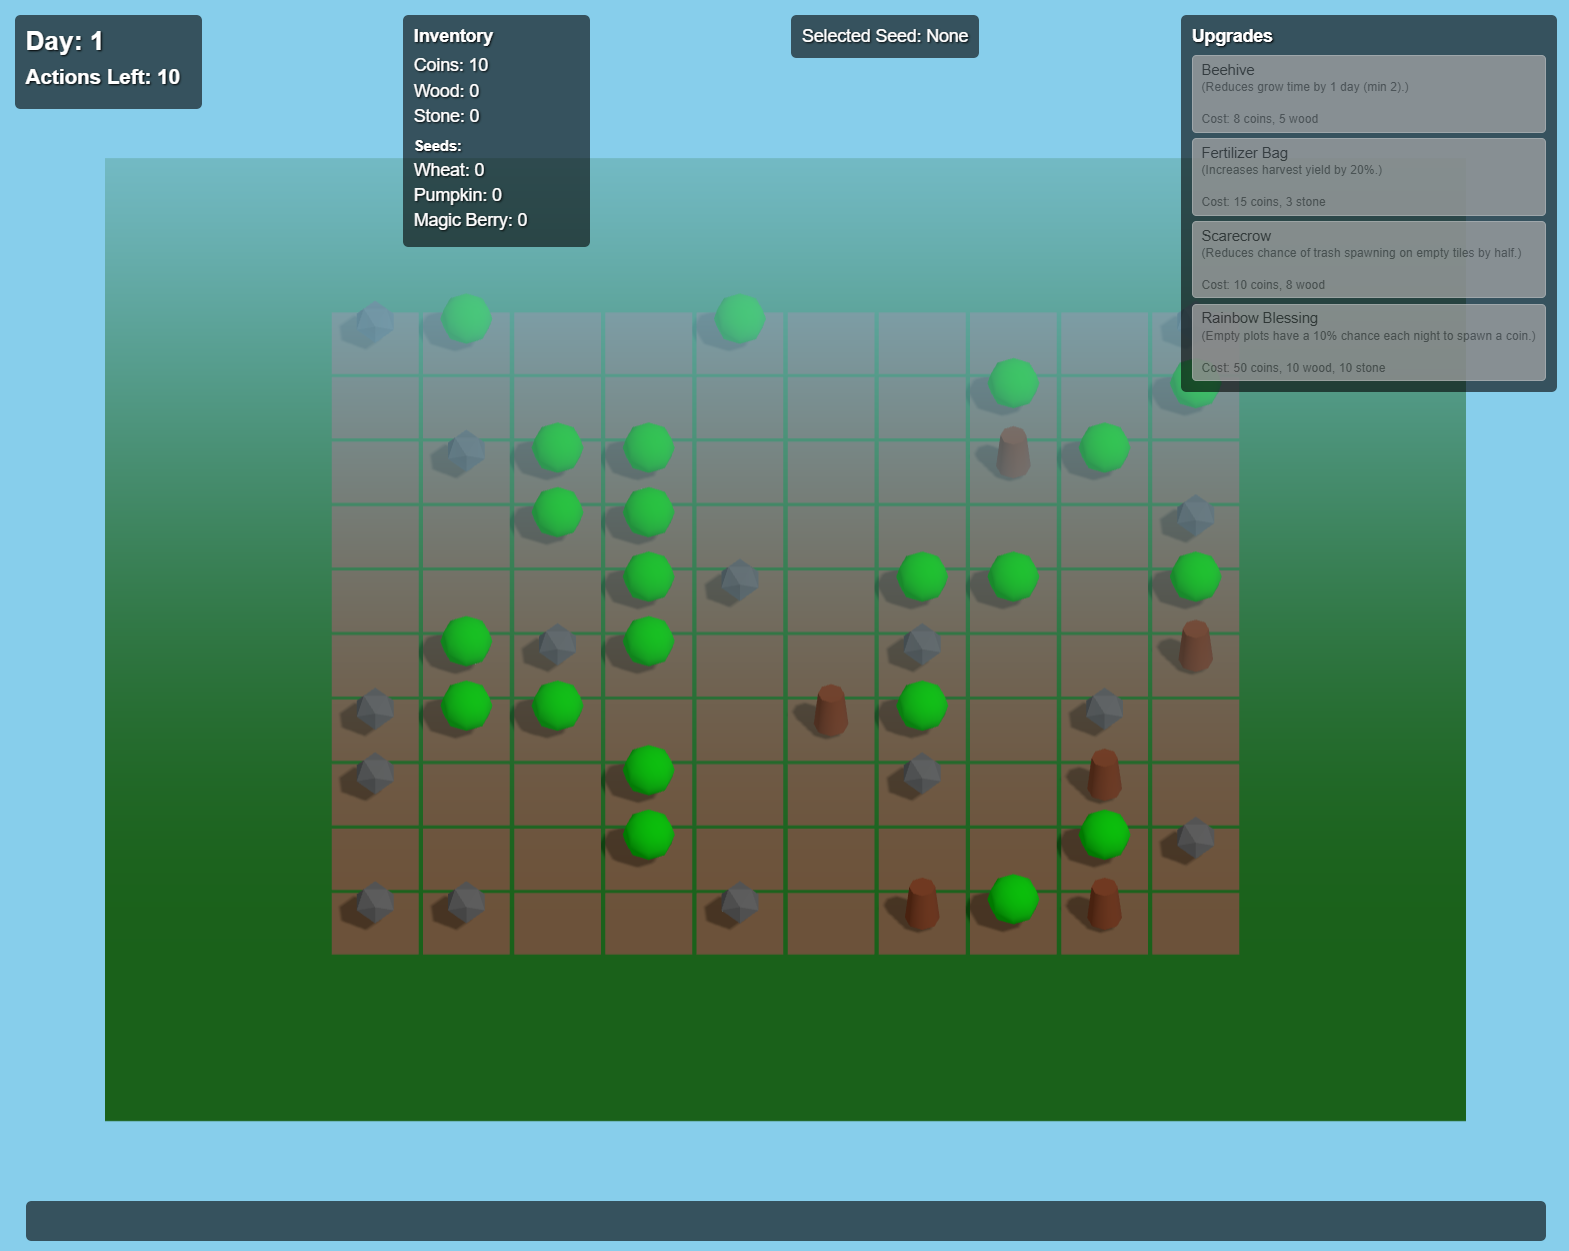 Day: 1
Actions Left: 10
Inventory
Coins: 10
Wood: 0
Stone: 0
Seeds:
Wheat: 0
Pumpkin: 0
Magic Berry: 0
Selected Seed: None
Upgrades
Beehive
(Reduces grow time by 1 day (min 2).)
Cost: 8 coins, 5 wood
Fertilizer Bag
(Increases harvest yield by 20%.)
Cost: 15 coins, 3 stone
Scarecrow
(Reduces chance of trash spawning on empty tiles by half.)
Cost: 10 coins, 8 wood
Rainbow Blessing
(Empty plots have a 10% chance each night to spawn a coin.)
Cost: 50 coins, 10 wood, 10 stone